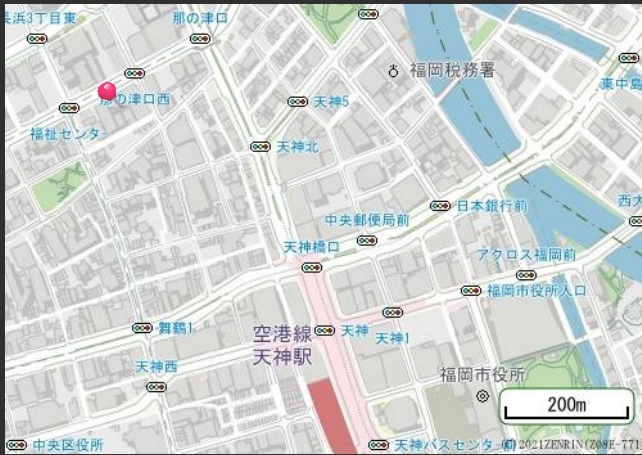 長浜3丁目東
那の津口
福岡税務署
東中島
那の津口西
天神5
福祉センタ
天神北
日本銀行前
西大
中央郵便局前
天神橋口
アクロス福岡前
福岡市役所入口
舞鶴1
空港線
天神駅
天神
天神1
天神西
福岡市役所
200m
中央区役所
天神バスセンター前
(C)2021ZENRIN(Z08E-771